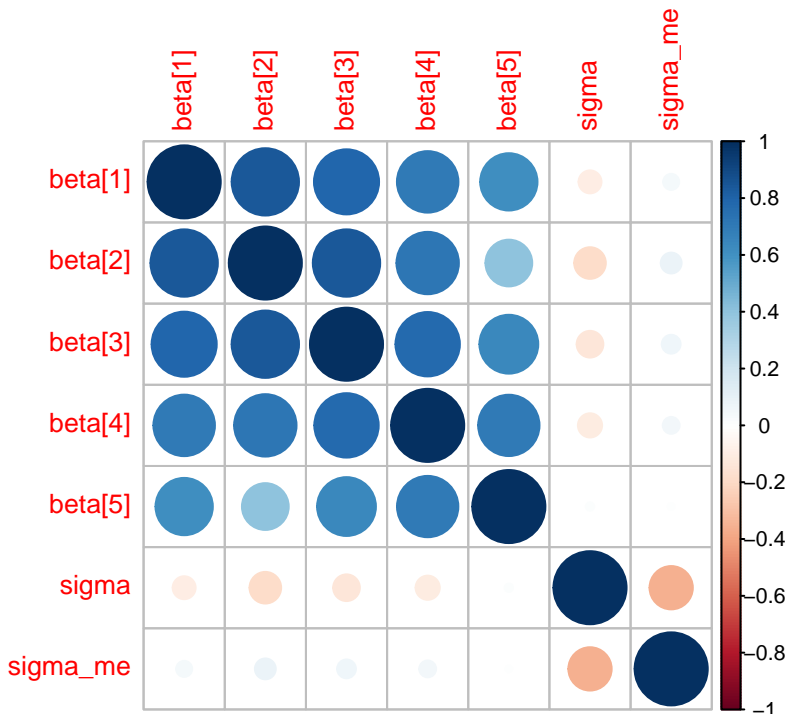 beta[1]
beta[2]
beta[3]
beta[4]
beta[5]
sigma
sigma_me
beta[1]
beta[2]
beta[3]
beta[4]
beta[5]
sigma
sigma_me
1
0.8
0.6
0.4
0.2
0
−0.2
−0.4
−0.6
−0.8
−1